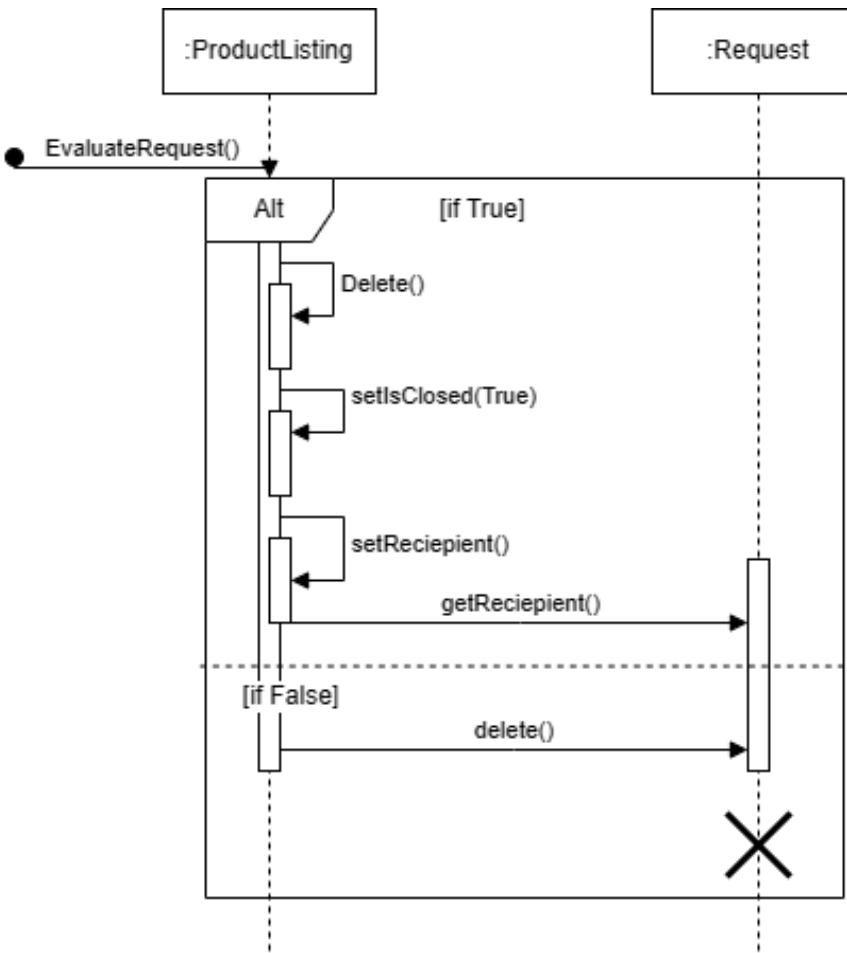 :ProductListing
:Request
EvaluateRequest()
Alt
[if True]
Delete()
setIsClosed(True)
setReciepient()
getReciepient()
[if False]
delete()